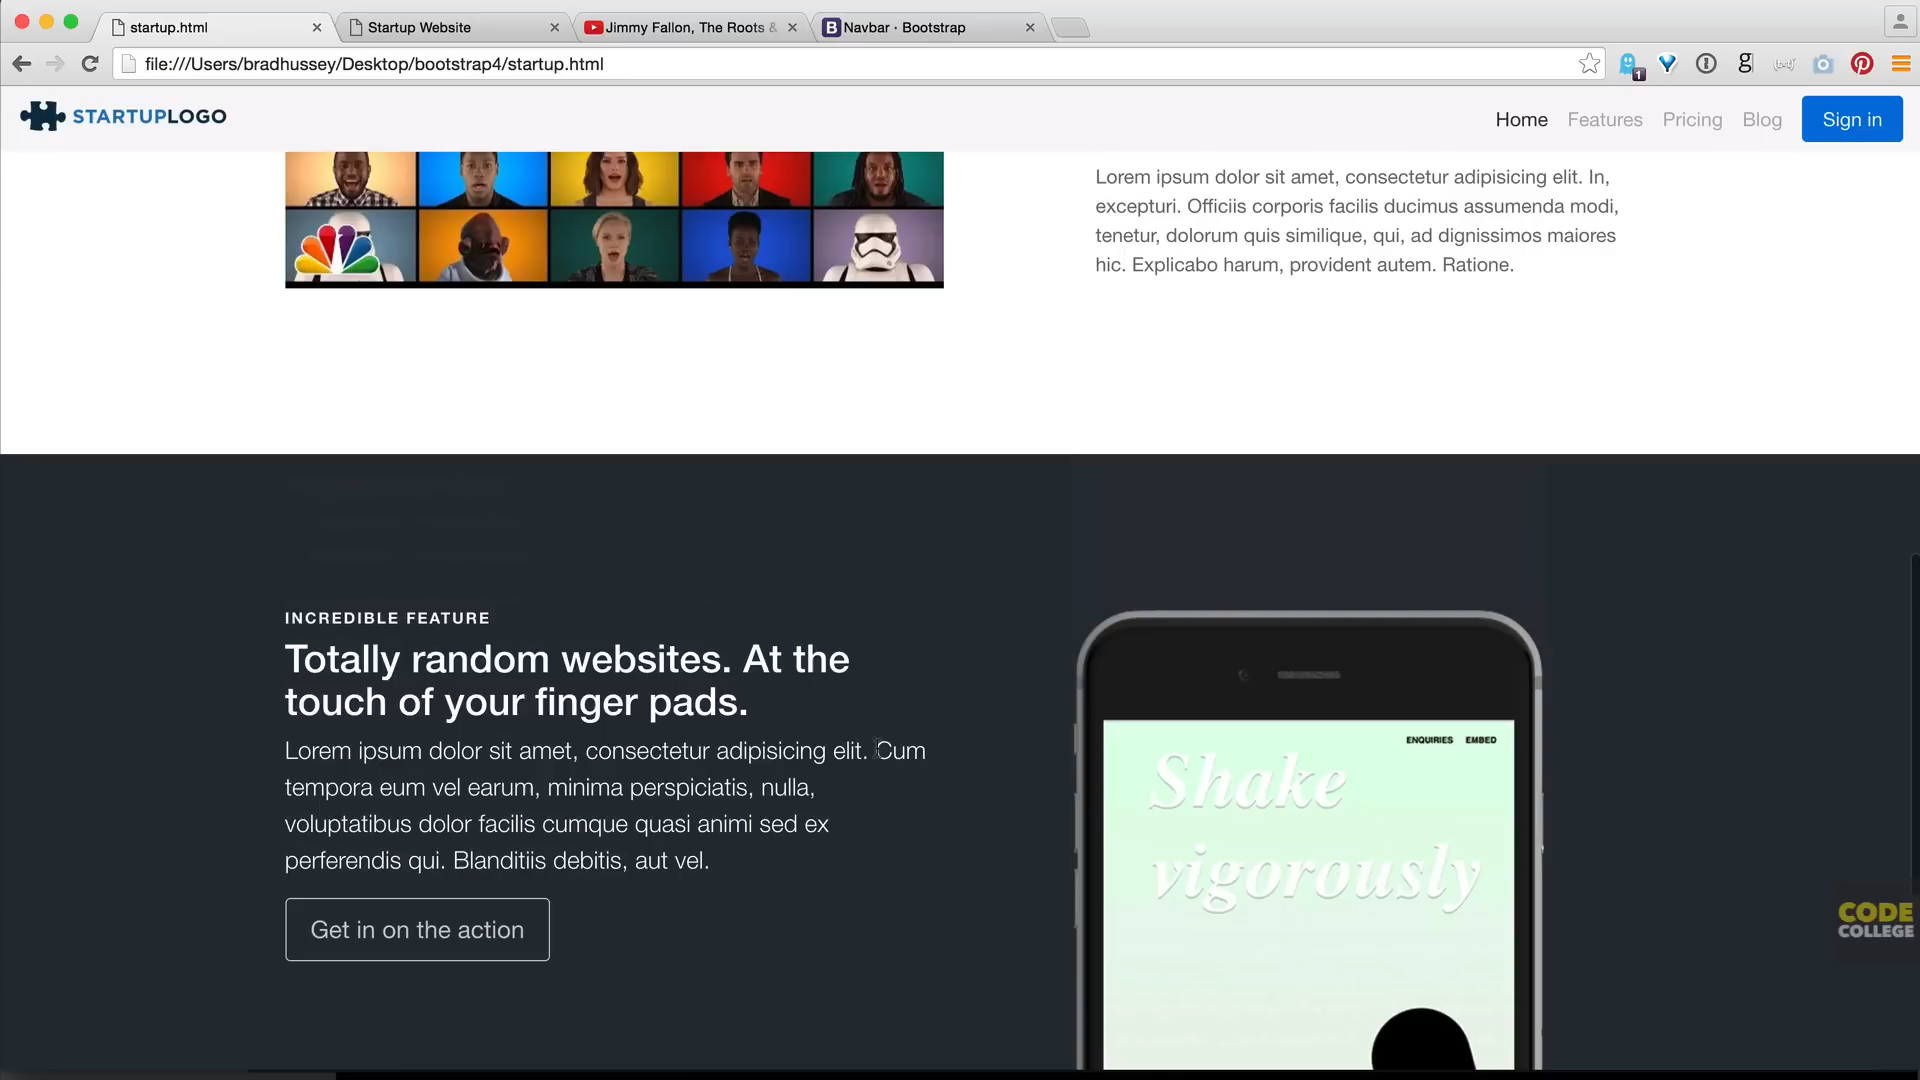 startup.html
Startup Website
Jimmy Fallon, The Roots &
B Navbar · Bootstrap
file:///Users/bradhussey/Desktop/bootstrap4/startup.html
1
g
STARTUPLOGO
Home Features Pricing Blog Sign in
Lorem ipsum dolor sit amet, consectetur adipisicing elit. In,
excepturi. Officiis corporis facilis ducimus assumenda modi,
tenetur, dolorum quis similique, qui, ad dignissimos maiores
hic. Explicabo harum, provident autem. Ratione.
INCREDIBLE FEATURE
Totally random websites. At the
touch of your finger pads.
Lorem ipsum dolor sit amet, consectetur adipisicing elit. Cum
tempora eum vel earum, minima perspiciatis, nulla,
voluptatibus dolor facilis cumque quasi animi sed ex
perferendis qui. Blanditiis debitis, aut vel.
Get in on the action
ENQUIRIES EMBED
Shake
vigorously
CODE
COLLEGE